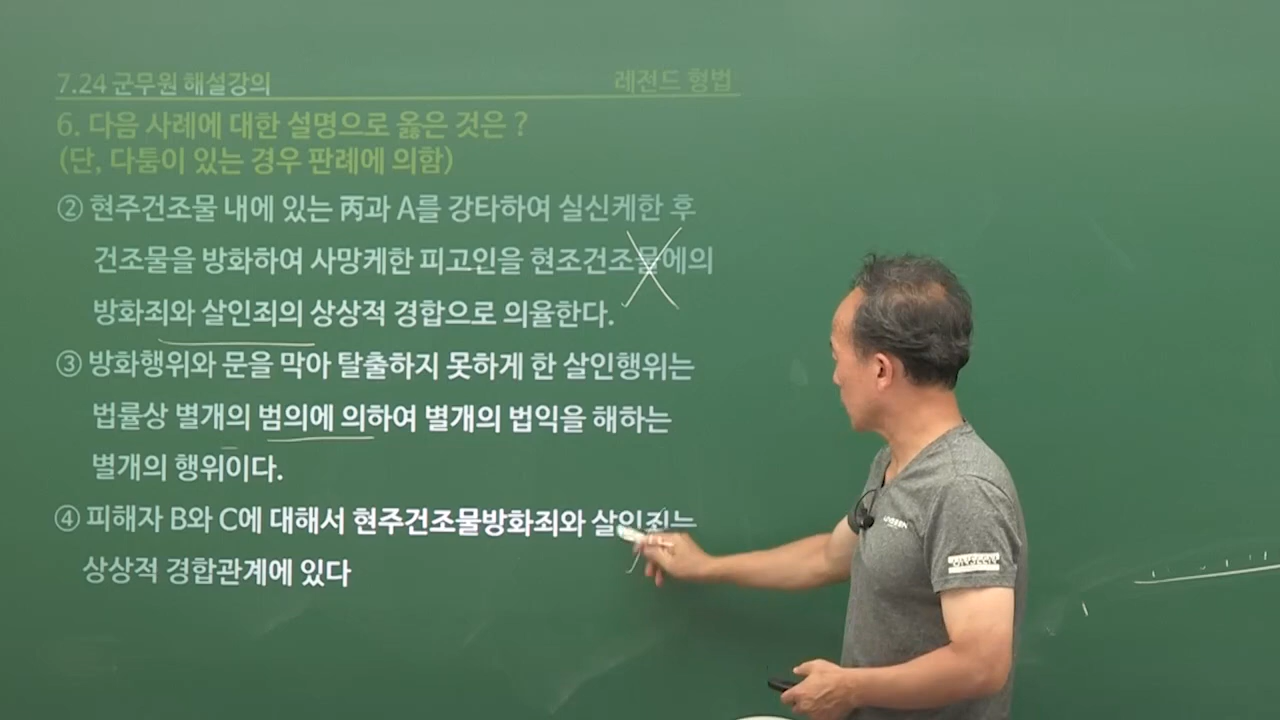 7.24 군무원 해설강의
레전드 형법
6. 다음 사례에 대한 설명으로 옳은 것은 ?
(단, 다툼이 있는 경우 판례에 의함)
② 현주건조물 내에 있는 丙과 A를 강타하여 실신케한 후
건조물을 방화하여 사망케한 피고인을 현조건조물에의
방화죄와 살인죄의 상상적 경합으로 의율한다.
③ 방화행위와 문을 막아 탈출하지 못하게 한 살인행위는
법률상 별개의 범의에 의하여 별개의 법익을 해하는
별개의 행위이다.
④ 피해자 B와 C에 대해서 현주건조물방화죄와 살인죄는
상상적 경합관계에 있다